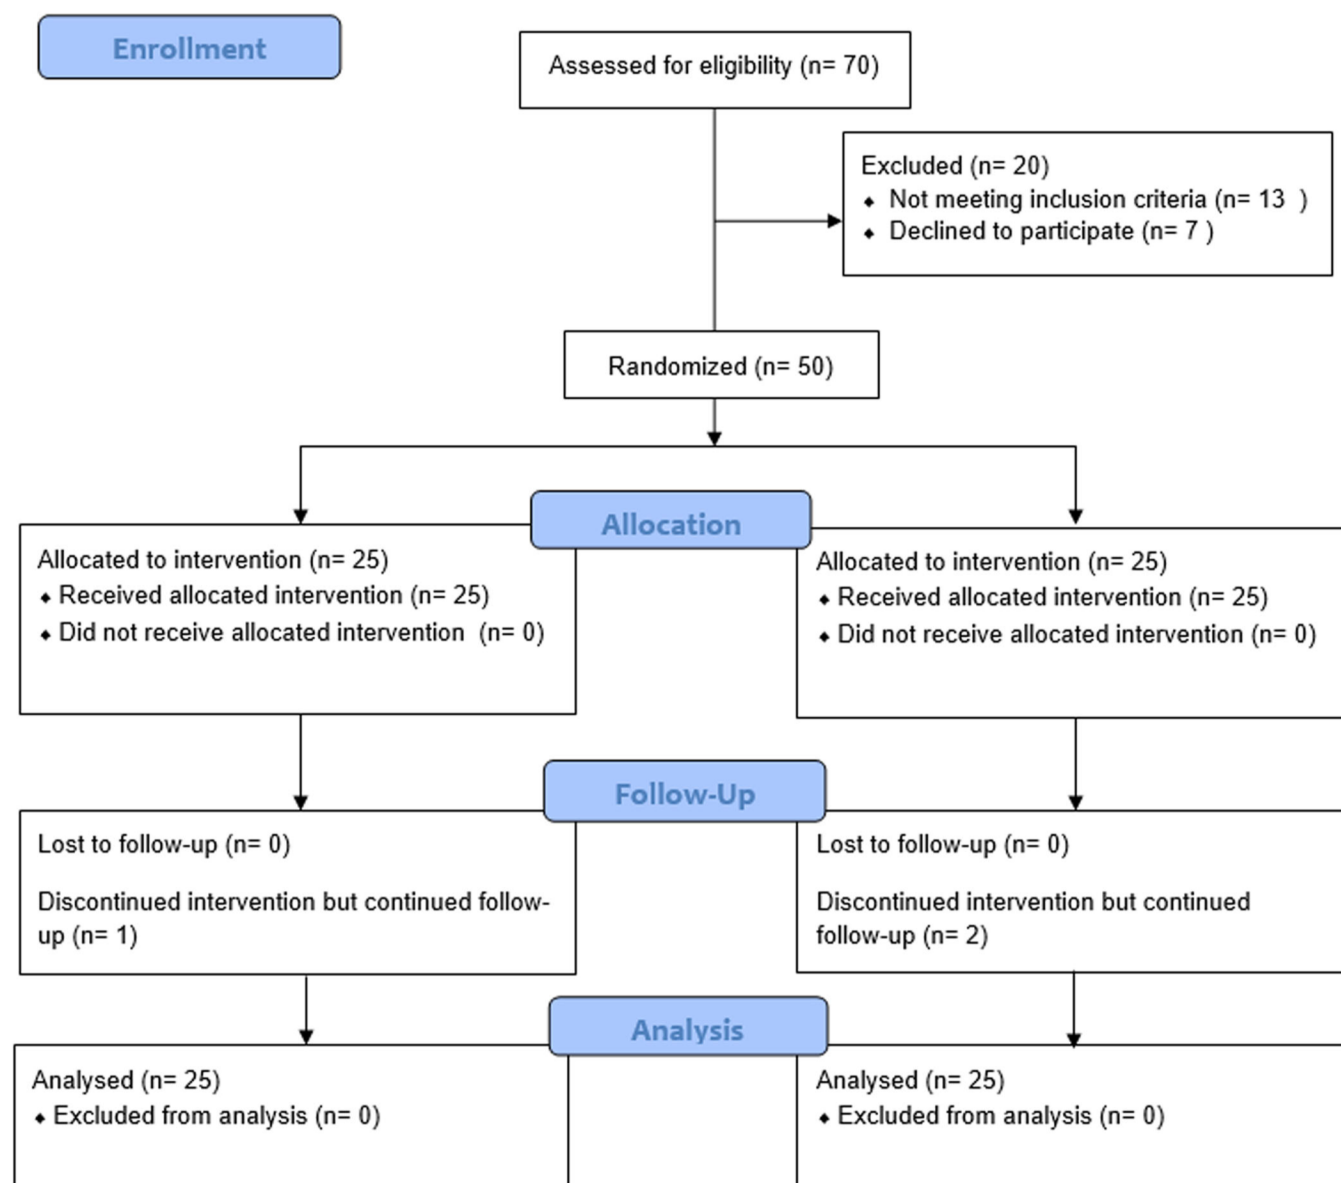 Enrollment
Assessed for eligibility (n= 70)
Excluded (n= 20)
⬥ Not meeting inclusion criteria (n= 13  )
⬥ Declined to participate (n= 7 )
Randomized (n= 50)
Allocation
Allocated to intervention (n= 25)
⬥ Received allocated intervention (n= 25)
⬥ Did not receive allocated intervention  (n= 0)
Allocated to intervention (n= 25)
⬥ Received allocated intervention (n= 25)
⬥ Did not receive allocated intervention (n= 0)
Follow-Up
Lost to follow-up (n= 0)
Discontinued intervention but continued follow-
up (n= 1)
Lost to follow-up (n= 0)
Discontinued intervention but continued
follow-up (n= 2)
Analysis
Analysed (n= 25)
⬥ Excluded from analysis (n= 0)
Analysed (n= 25)
⬥ Excluded from analysis (n= 0)